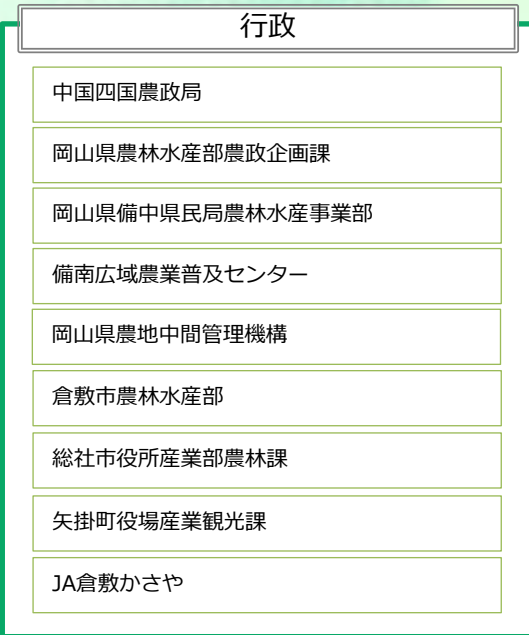 行政
中国四国農政局
岡山県農林水産部農政企画課
岡山県備中県民局農林水産事業部
備南広域農業普及センター
岡山県農地中間管理機構
倉敷市農林水産部
総社市役所産業部農林課
矢掛町役場産業観光課
JA倉敷かさや